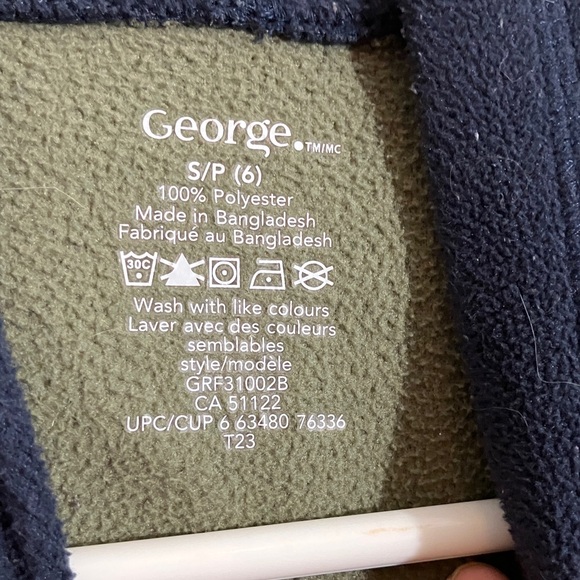 George.TM/MC
S/P (6)
100% Polyester
Made in Bangladesh
Fabriqué au Bangladesh
30C
Wash with like colours
Laver avec des couleurs
semblables
style/modèle
GRF31002B
CA 51122
UPC/CUP 6 63480 76336
T23